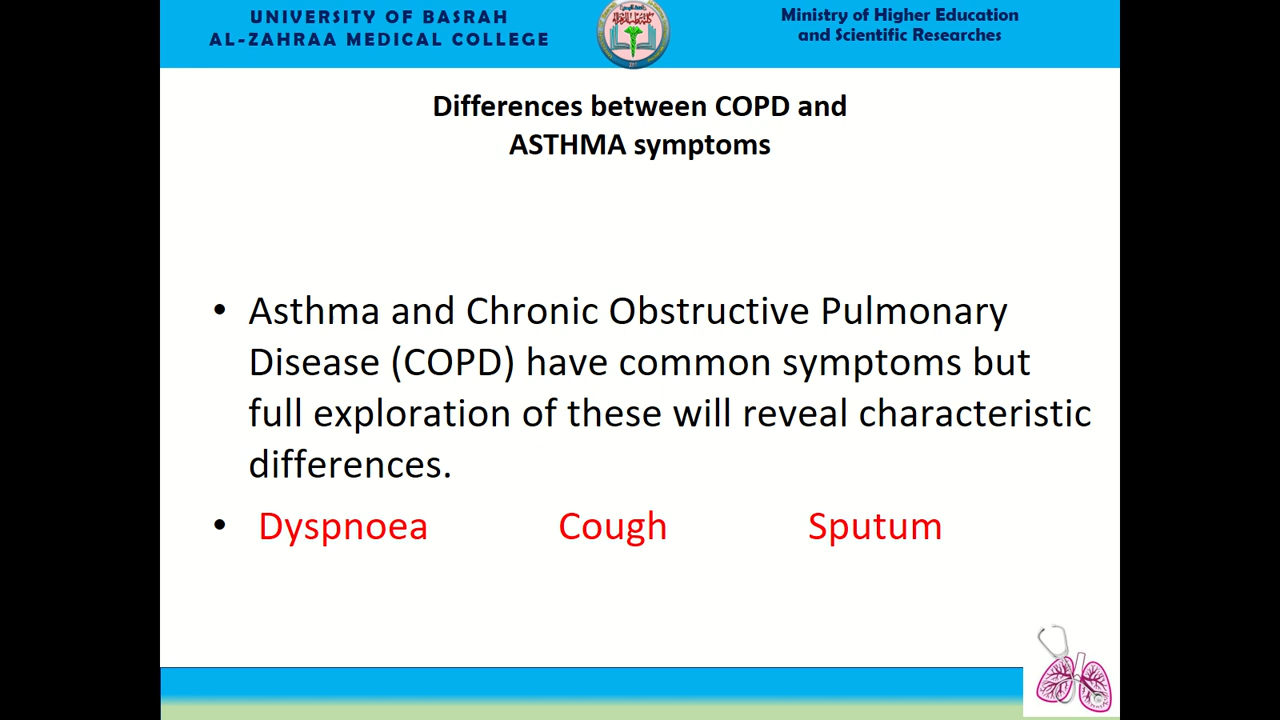 UNIVERSITY OF BASRAH
AL-ZAHRAA MEDICAL COLLEGE
Ministry of Higher Education
and Scientific Researches
Differences between COPD and
ASTHMA symptoms
• Asthma and Chronic Obstructive Pulmonary
Disease (COPD) have common symptoms but
full exploration of these will reveal characteristic
differences.
• Dyspnoea Cough Sputum